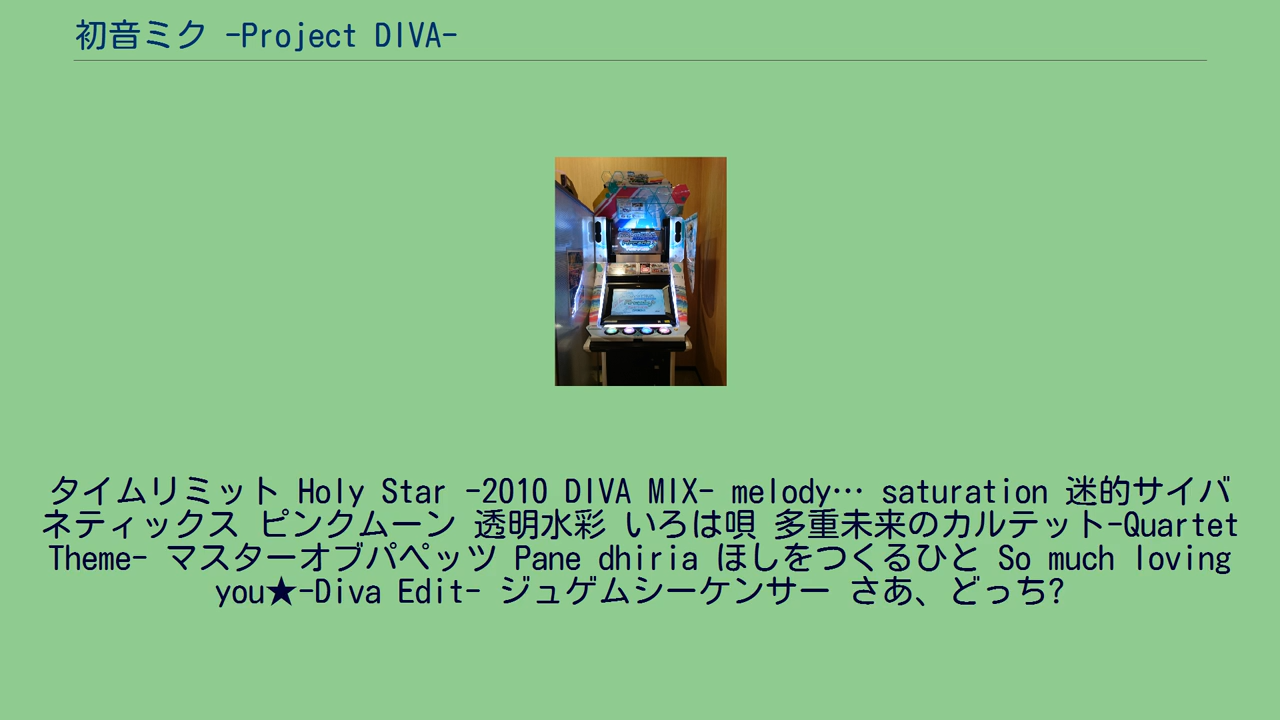 初音ミク -Project DIVA-
タイムリミット Holy Star -2010 DIVA MIX- melody… saturation 迷的サイバ
ネティックス ピンクムーン 透明水彩 いろは唄 多重未来のカルテット-Quartet
Theme- マスターオブパペッツ Pane dhiria ほしをつくるひと So much loving
you★-Diva Edit- ジュゲムシーケンサー さあ、どっち?